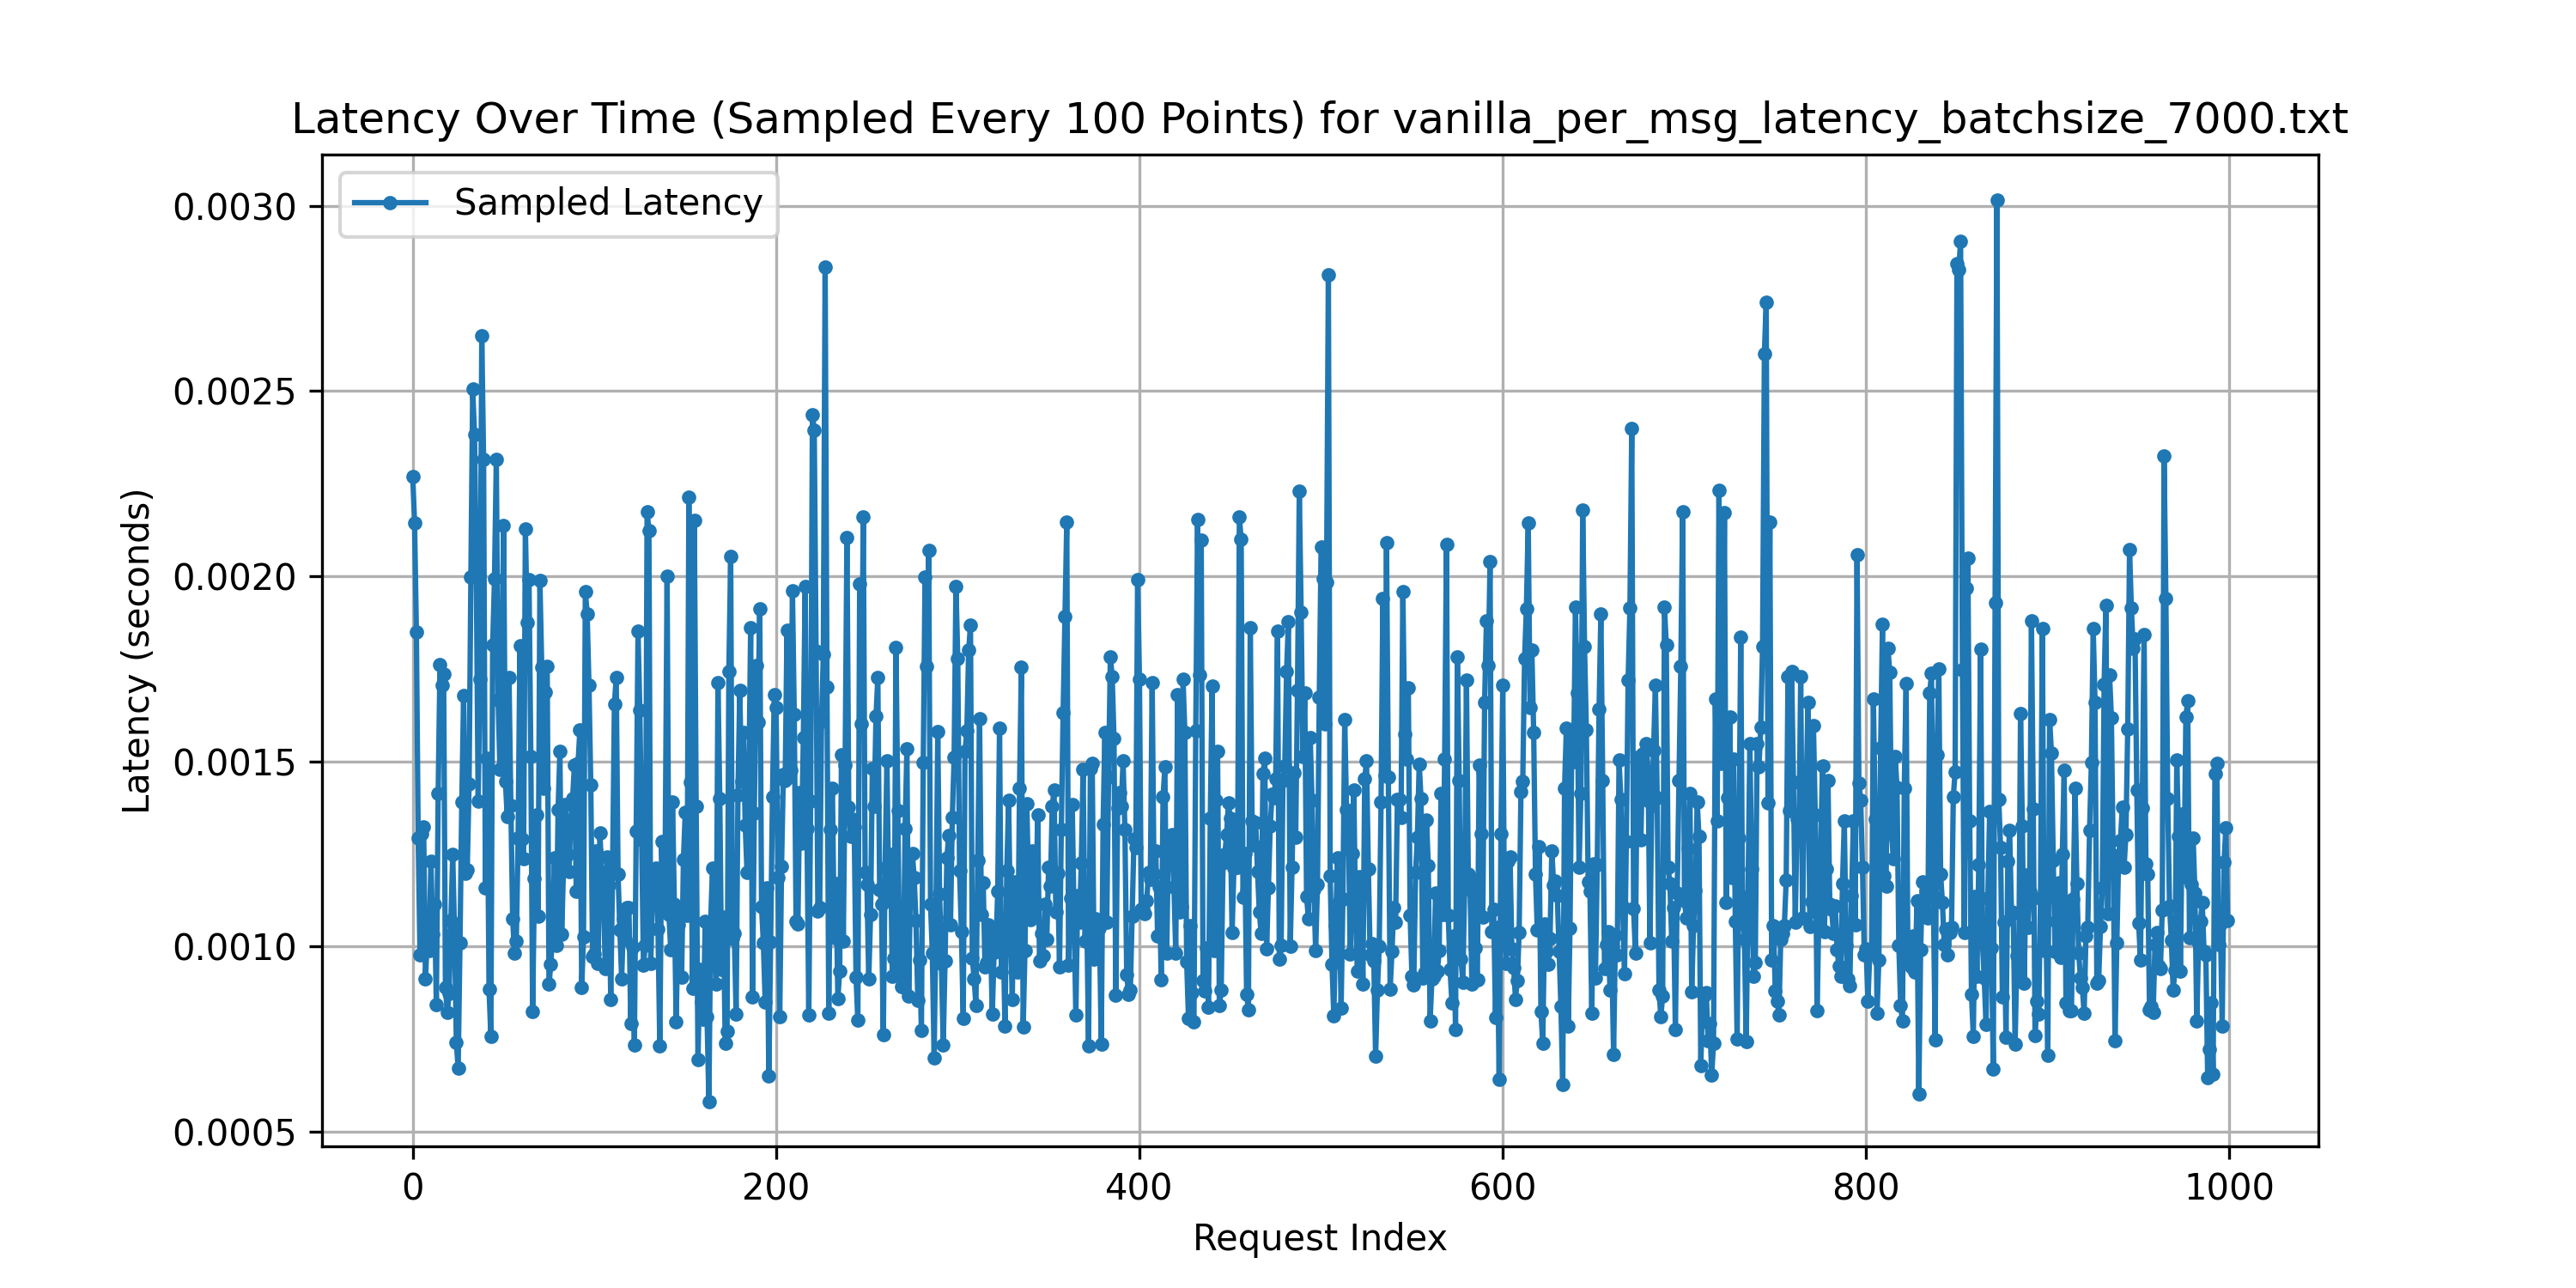 Latency Over Time (Sampled Every 100 Points) for vanilla_per_msg_latency_batchsize_7000.txt
Sampled Latency
0.0030
0.0025
0.0020
0.0015
0.0010
0.0005
Latency (seconds)
0 200 400 600 800 1000
Request Index